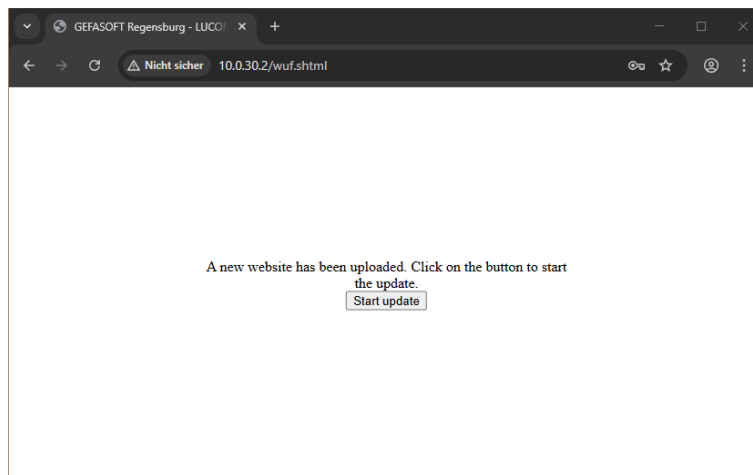 GEFASOFT Regensburg - LUCO
Nicht sicher 10.0.30.2/wuf.shtml
A new website has been uploaded. Click on the button to start
the update.
Start update